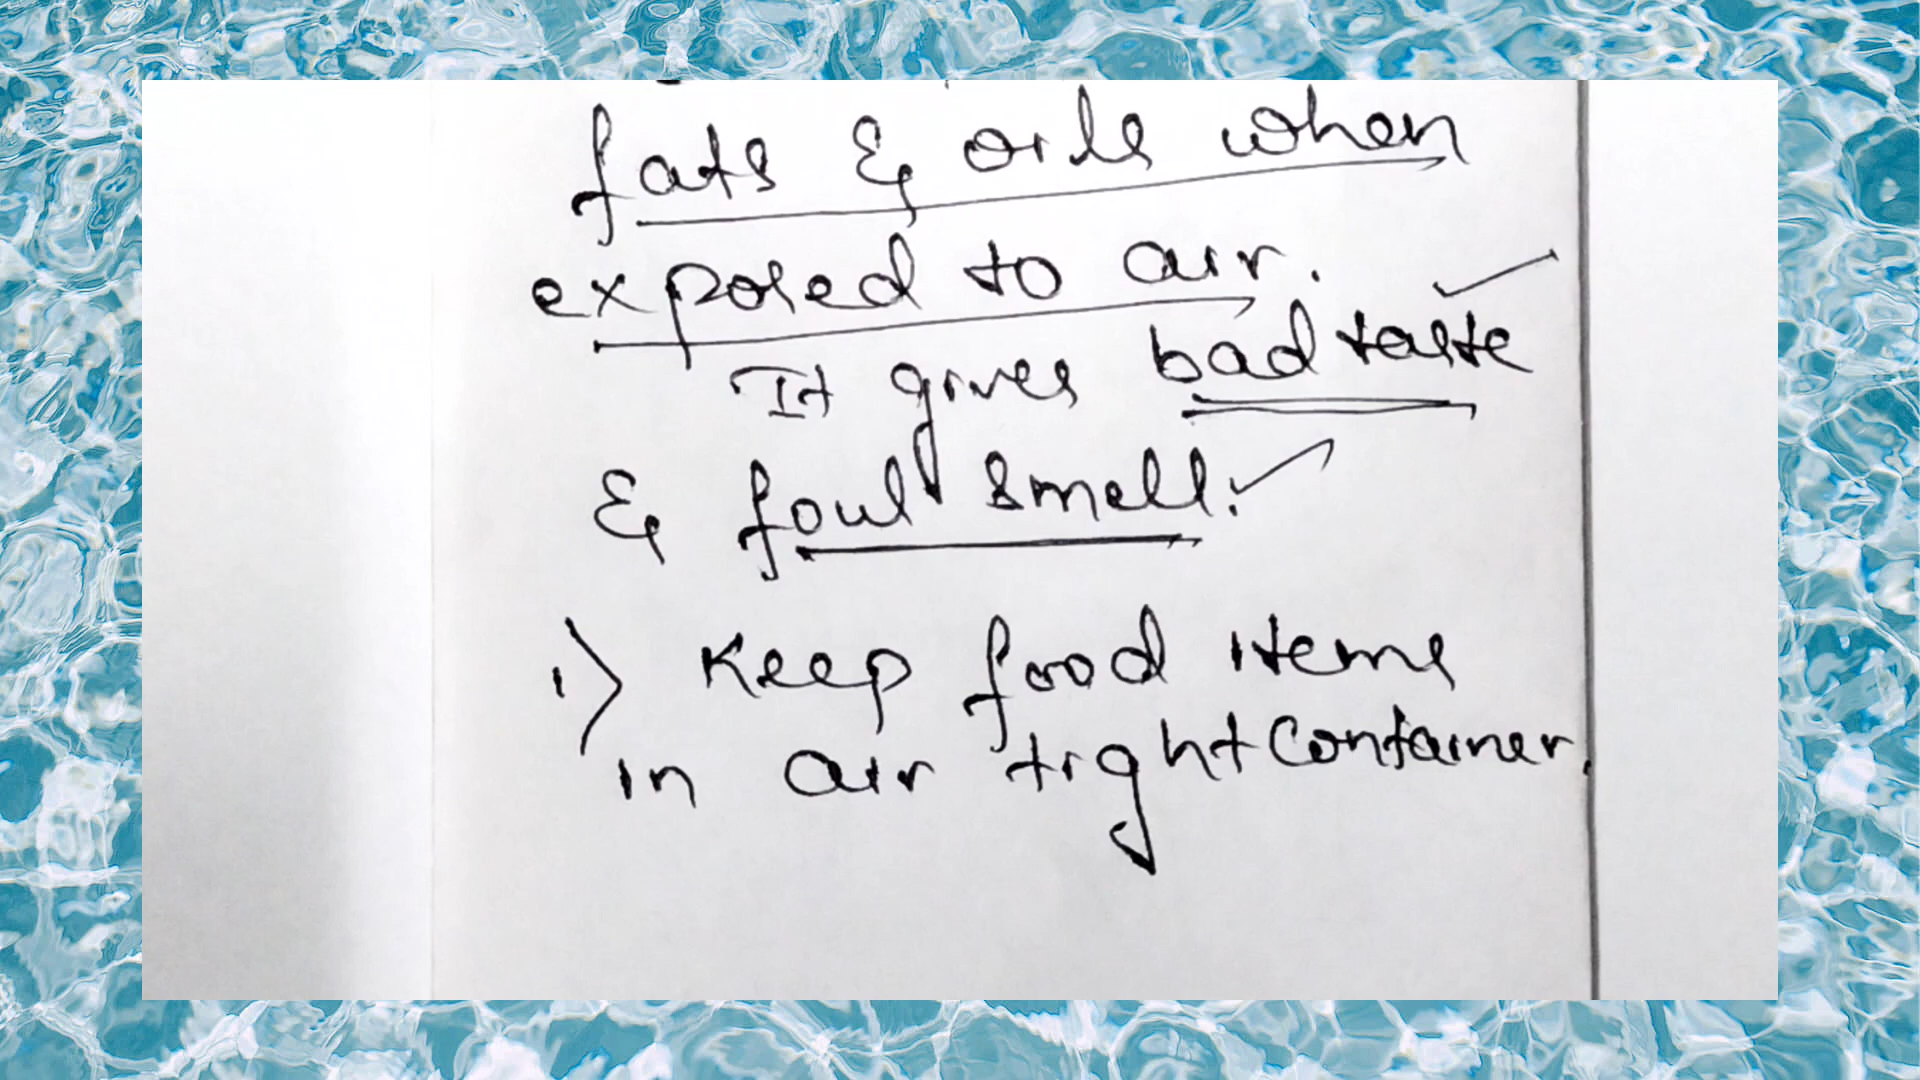 fats & oils when
exposed to air.
It gives bad taste
& foul smell.
1) Keep food items
in air tight container.